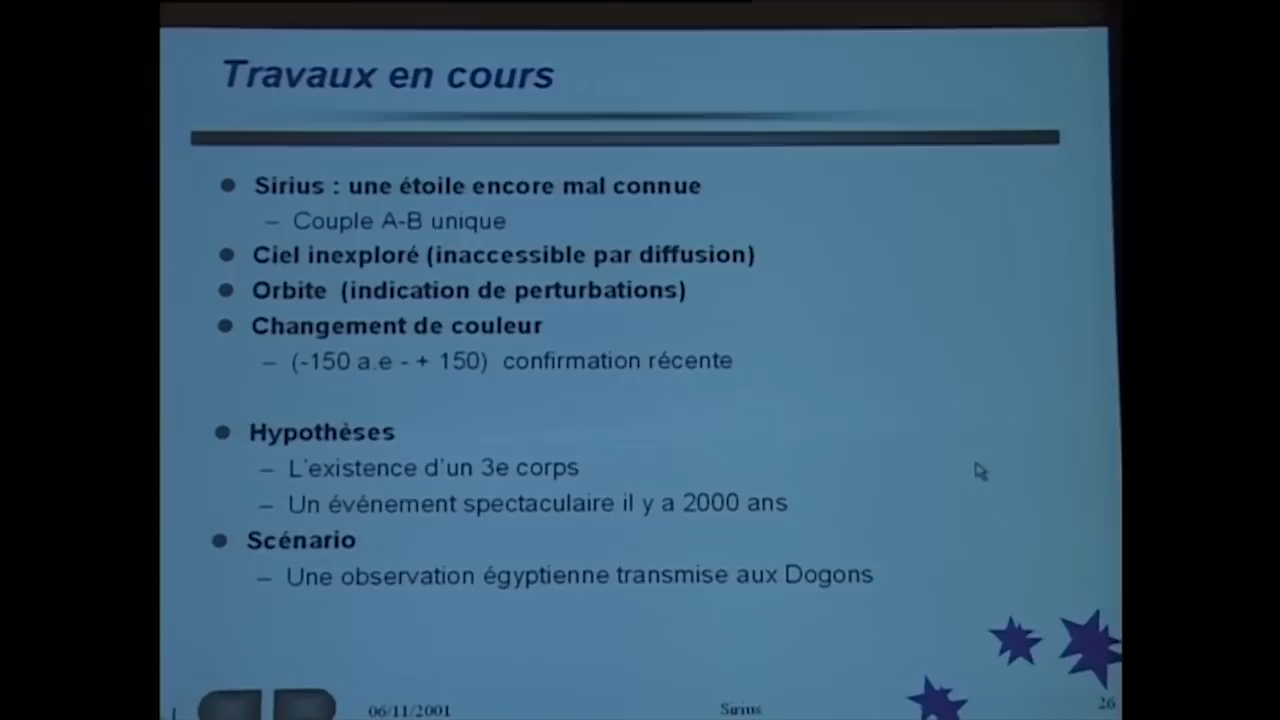 Travaux en cours
Sirius : une étoile encore mal connue
– Couple A-B unique
Ciel inexploré (inaccessible par diffusion)
Orbite (indication de perturbations)
Changement de couleur
– (-150 a.e - + 150) confirmation récente
Hypothèses
– L'existence d'un 3e corps
– Un événement spectaculaire il y a 2000 ans
Scénario
– Une observation égyptienne transmise aux Dogons
06/11/2001
Sirius
26